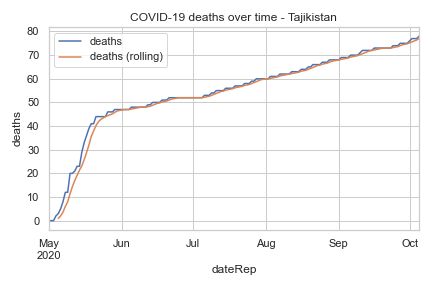 COVID-19 deaths over time - Tajikistan
deaths
deaths (rolling)
80
70
60
50
40
30
20
10
0
deaths
May Jun Jul Aug Sep Oct
2020
dateRep